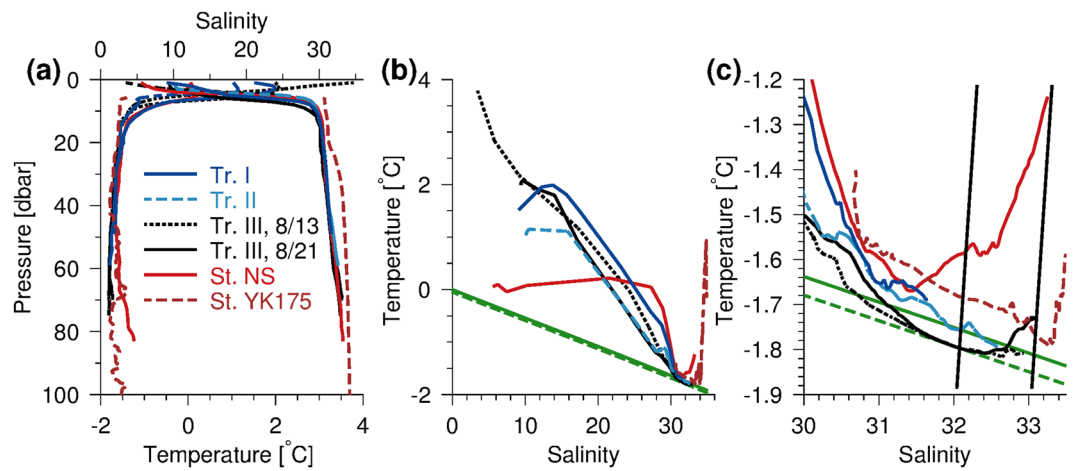 Salinity
1 10 20 30
(a)
0
20
40
60
80
100
Pressure [dbar]
-2 0 2 4
Temperature [°C]
Tr. I
Tr. II
Tr. III, 8/13
Tr. III, 8/21
St. NS
St. YK175
(b)
4
2
0
-2
Temperature [°C]
0 10 20 30
Salinity
(c)
-1.2
-1.3
-1.4
-1.5
-1.6
-1.7
-1.8
-1.9
Temperature [°C]
30 31 32 33
Salinity